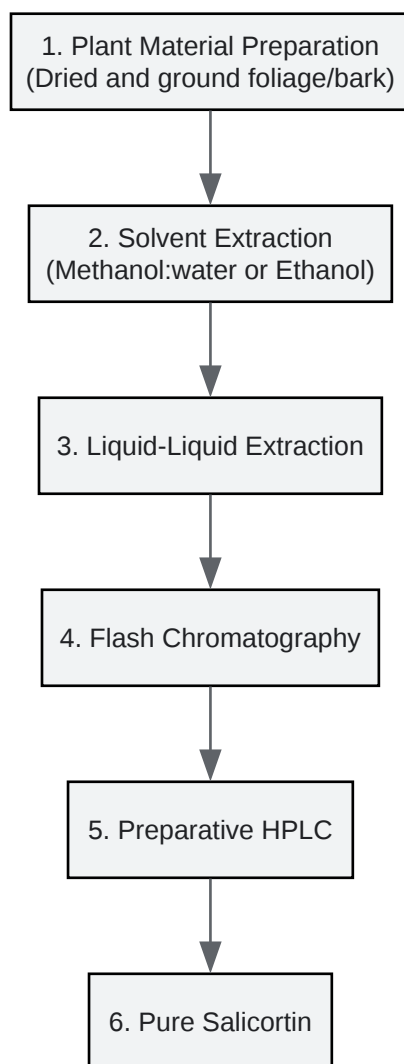 1. Plant Material Preparation
(Dried and ground foliage/bark)
2. Solvent Extraction
(Methanol:water or Ethanol)
3. Liquid-Liquid Extraction
4. Flash Chromatography
5. Preparative HPLC
6. Pure Salicortin